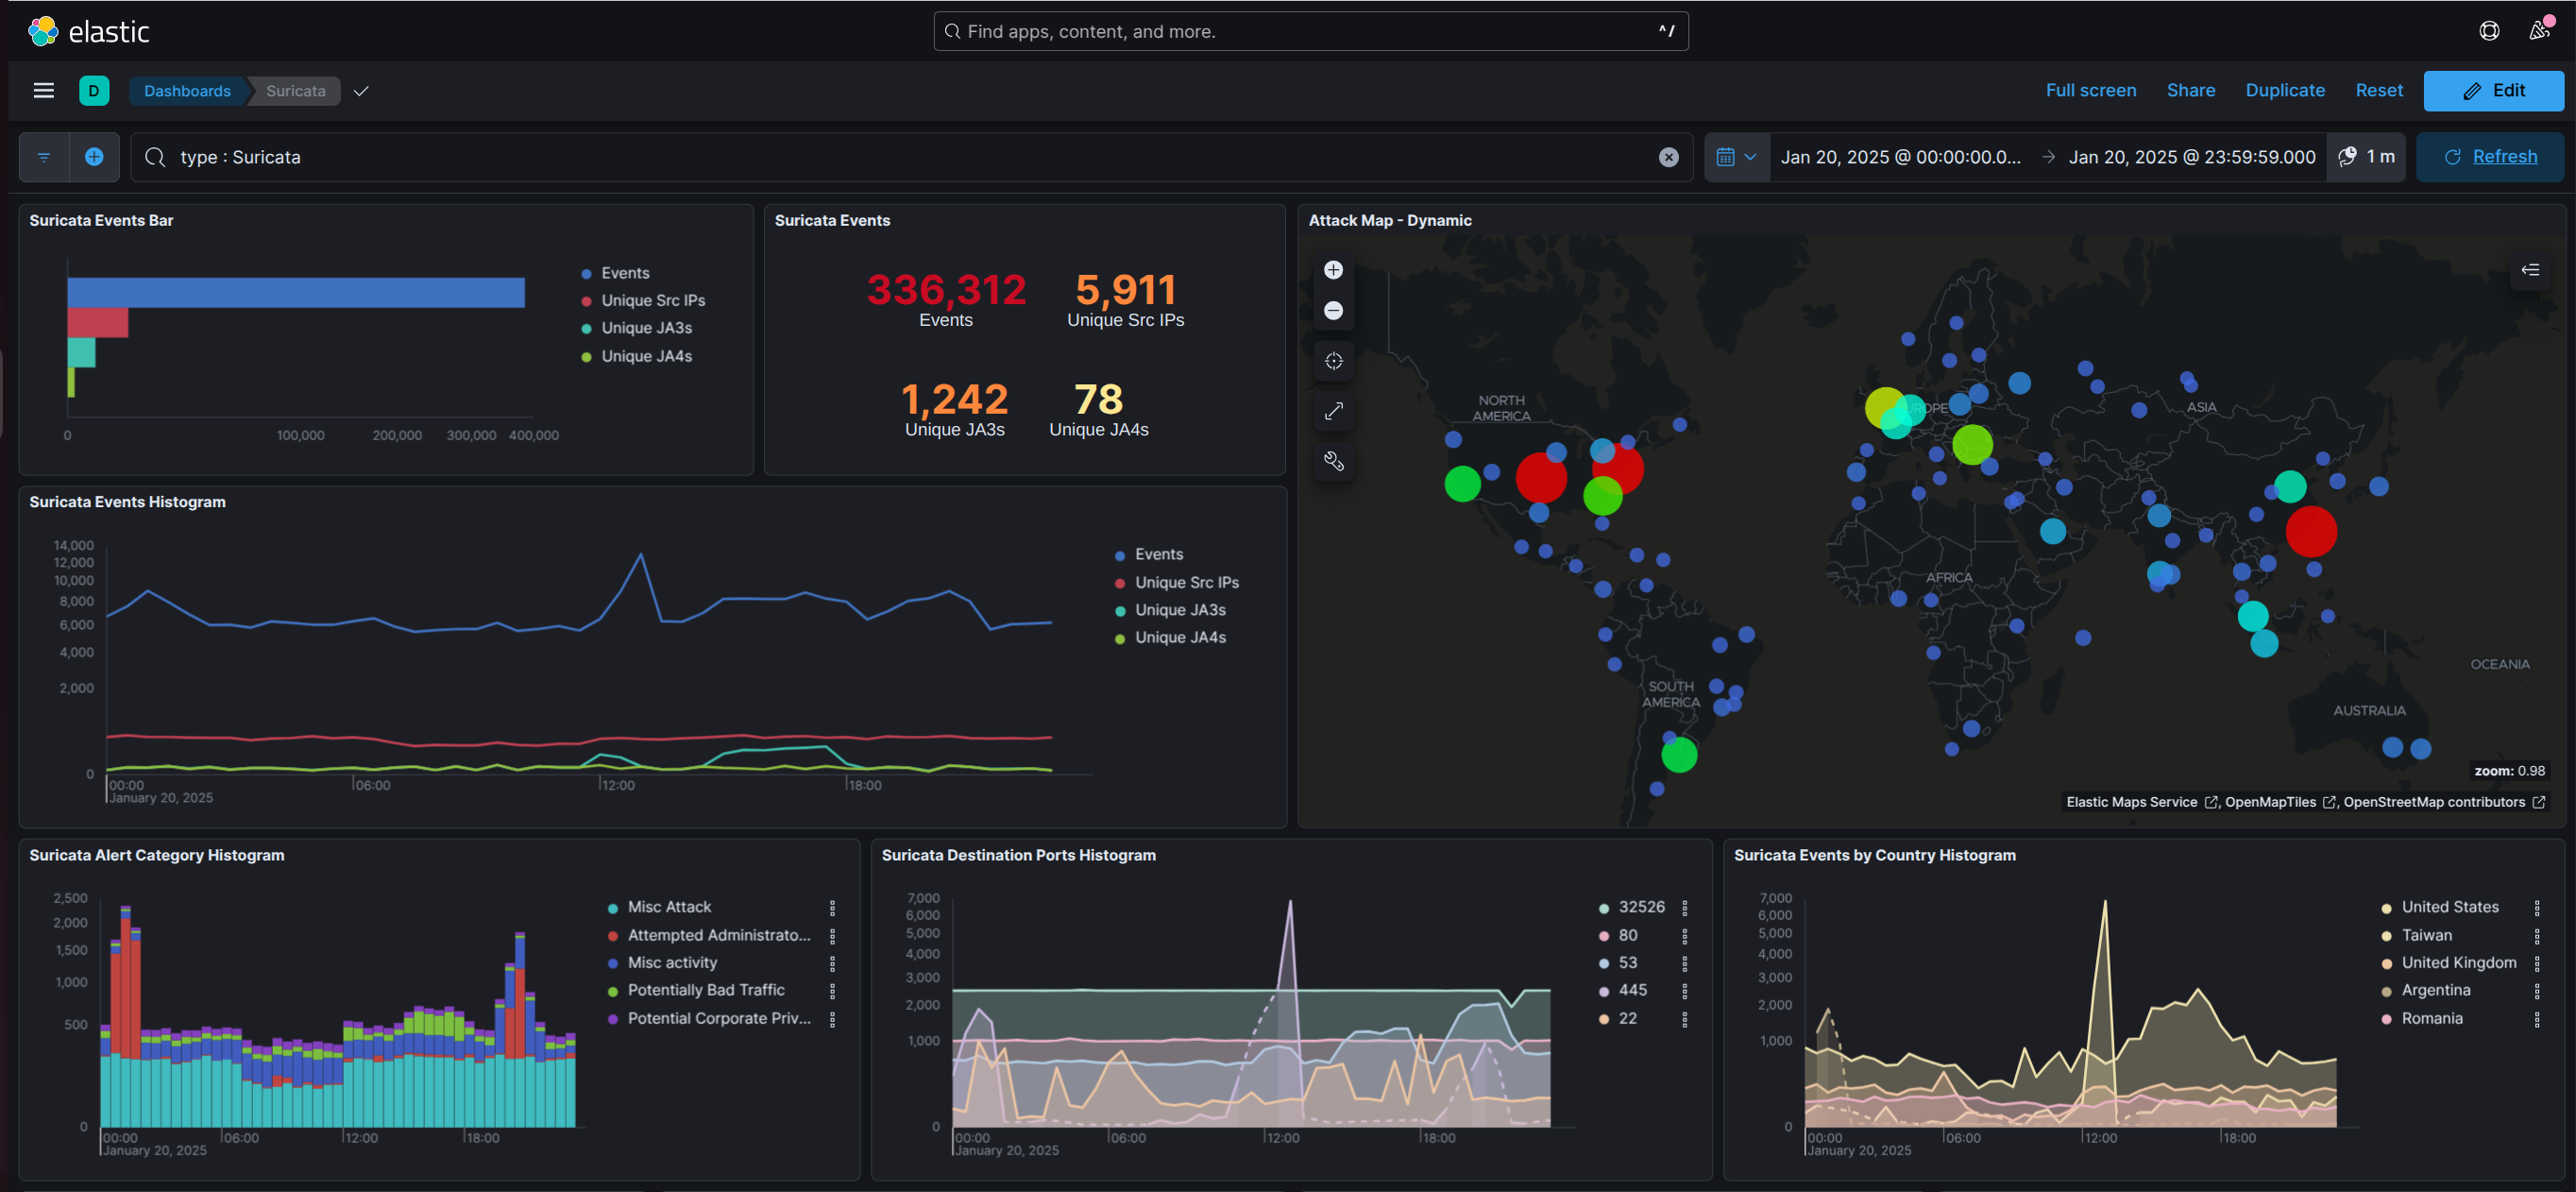 elastic
Find apps, content, and more.
^/
D
Dashboards
Suricata
Full screen
Share
Duplicate
Reset
Edit
type : Suricata
Jan 20, 2025 @ 00:00:00.0...
Jan 20, 2025 @ 23:59:59.000
1 m
Refresh
Suricata Events Bar
Events
Unique Src IPs
Unique JA3s
Unique JA4s
0
100,000
200,000
300,000
400,000
Suricata Events
336,312
Events
5,911
Unique Src IPs
1,242
Unique JA3s
78
Unique JA4s
Attack Map - Dynamic
NORTH
AMERICA
ASIA
AFRICA
SOUTH
AMERICA
OCEANIA
AUSTRALIA
zoom: 0.98
Elastic Maps Service , OpenMapTiles , OpenStreetMap contributors
Suricata Events Histogram
14,000
12,000
10,000
8,000
6,000
4,000
2,000
0
00:00
06:00
12:00
18:00
January 20, 2025
Events
Unique Src IPs
Unique JA3s
Unique JA4s
Suricata Alert Category Histogram
2,500
2,000
1,500
1,000
500
0
00:00
06:00
12:00
18:00
January 20, 2025
Misc Attack
Attempted Administrato...
Misc activity
Potentially Bad Traffic
Potential Corporate Priv...
Suricata Destination Ports Histogram
7,000
6,000
5,000
4,000
3,000
2,000
1,000
0
00:00
06:00
12:00
18:00
January 20, 2025
32526
80
53
445
22
Suricata Events by Country Histogram
7,000
6,000
5,000
4,000
3,000
2,000
1,000
0
00:00
06:00
12:00
18:00
January 20, 2025
United States
Taiwan
United Kingdom
Argentina
Romania